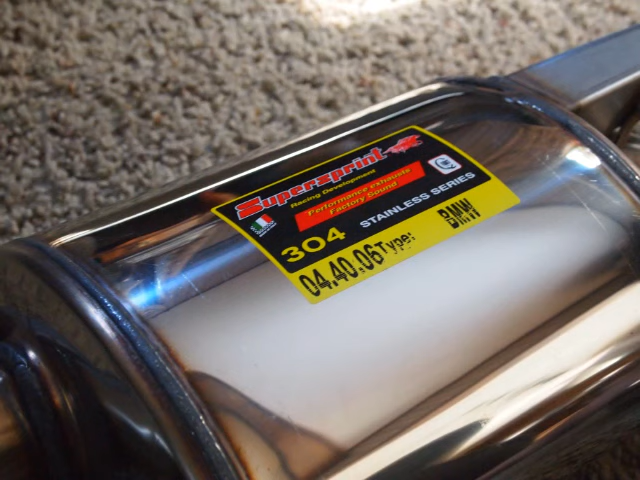 Supersprint
Racing Development
Performance exhausts
Factory Sound
304 STAINLESS SERIES
04.40.06 Type: BMW